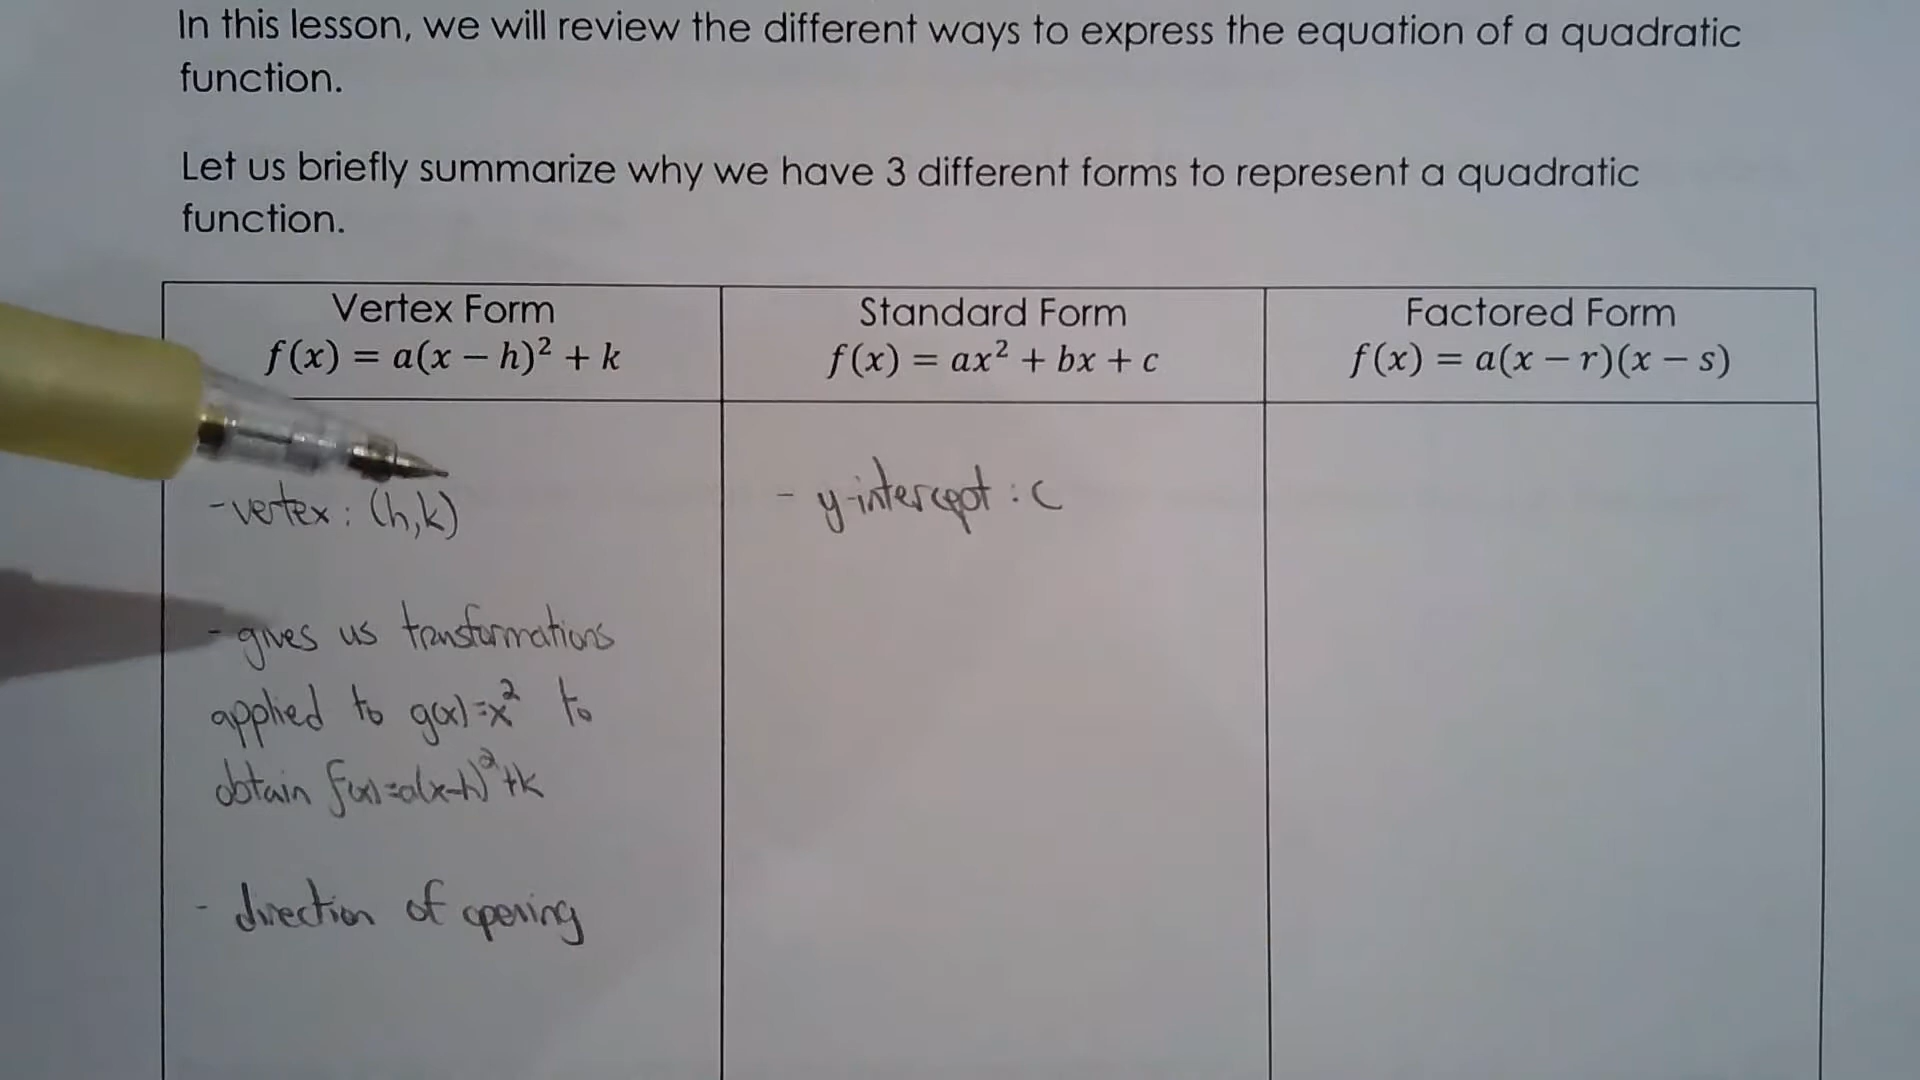 In this lesson, we will review the different ways to express the equation of a quadratic
function.
Let us briefly summarize why we have 3 different forms to represent a quadratic
function.
Vertex Form
f(x) = a(x − h)² + k
Standard Form
f(x) = ax² + bx + c
Factored Form
f(x) = a(x − r)(x − s)
- vertex : (h,k)
- gives us transformations
applied to g(x)=x² to
obtain f(x)=a(x-h)²+k
- direction of opening
- y-intercept : c